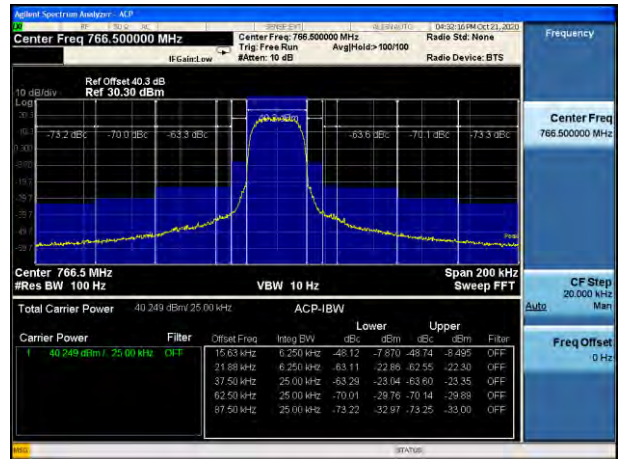 Agilent Spectrum Analyzer - ACP
RF 50 Ω AC SENSE:EXT ALIGNAUTO 04:32:16 PM Oct 21, 2020
Center Freq 766.500000 MHz
Center Freq: 766.500000 MHz
Radio Std: None
Trig: Free Run Avg|Hold:> 100/100
IFGain:Low #Atten: 10 dB Radio Device: BTS
Ref Offset 40.3 dB
10 dB/div Ref 30.30 dBm
Log
20.3
-73.2 dBc -70.0 dBc -63.3 dBc -63.6 dBc -70.1 dBc -73.3 dBc
0.300
Peak
Center 766.5 MHz Span 200 kHz
#Res BW 100 Hz VBW 10 Hz Sweep FFT
Total Carrier Power 40.249 dBm/ 25.00 kHz ACP-IBW
Lower Upper
Carrier Power Filter Offset Freq Integ BW dBc dBm dBc dBm Filter
1 40.249 dBm / 25.00 kHz OFF
15.63 kHz 6.250 kHz -48.12 -7.870 -48.74 -8.495 OFF
21.88 kHz 6.250 kHz -63.11 -22.86 -62.55 -22.30 OFF
37.50 kHz 25.00 kHz -63.29 -23.04 -63.60 -23.35 OFF
62.50 kHz 25.00 kHz -70.01 -29.76 -70.14 -29.89 OFF
87.50 kHz 25.00 kHz -73.22 -32.97 -73.25 -33.00 OFF
Frequency
Center Freq
766.500000 MHz
CF Step
20.000 kHz
Auto Man
Freq Offset
0 Hz
MSG STATUS